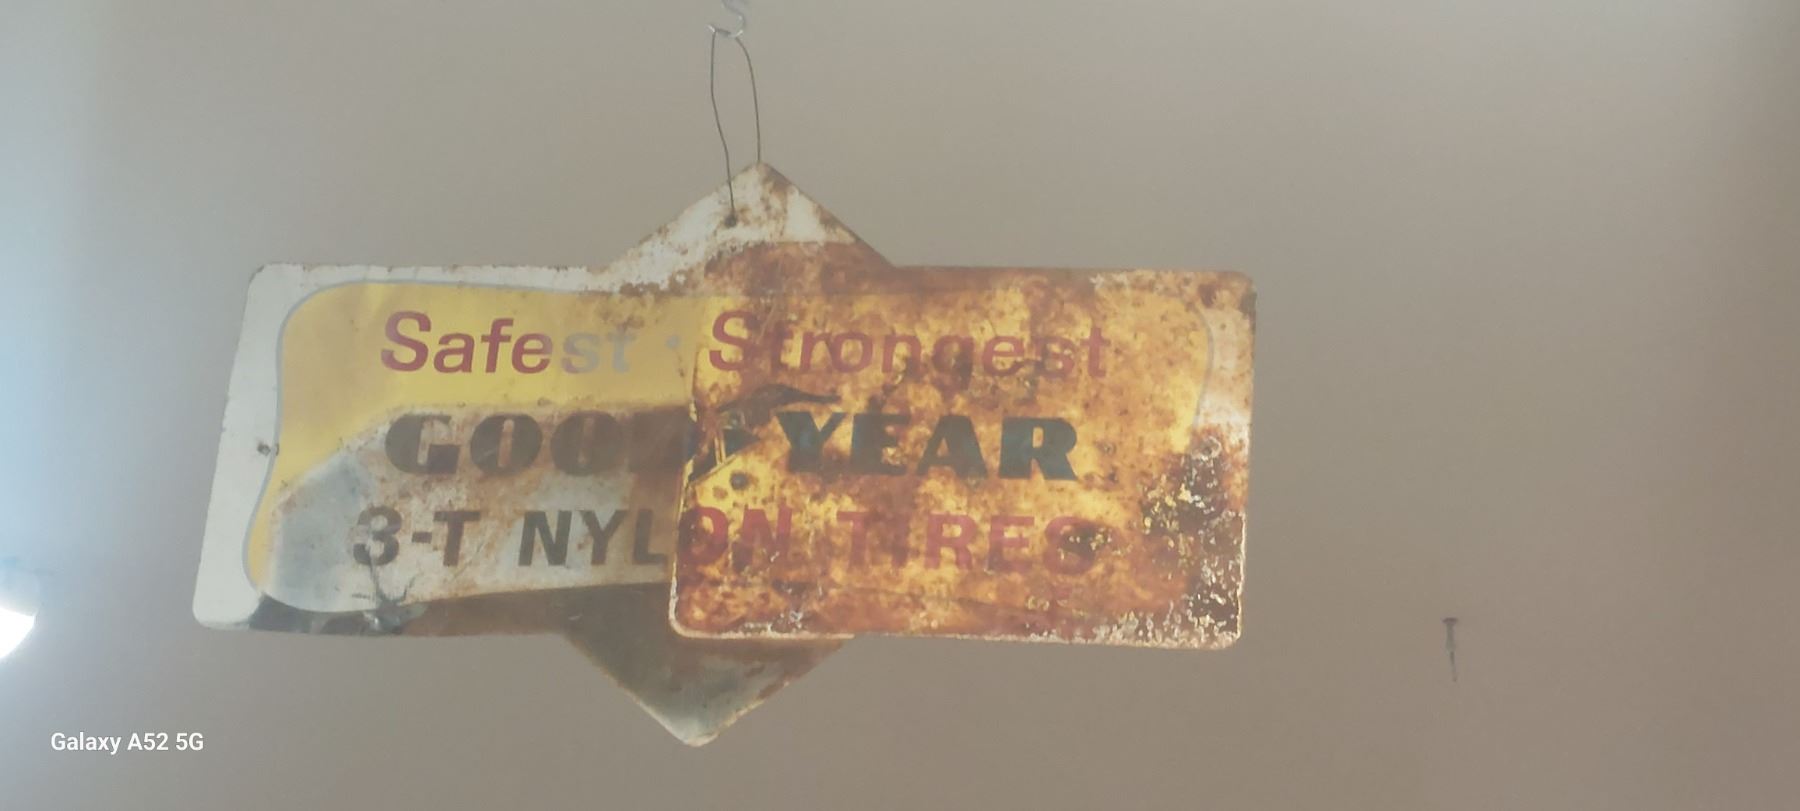 Safest · Strongest
GOODYEAR
3-T NYLON TIRES
Galaxy A52 5G